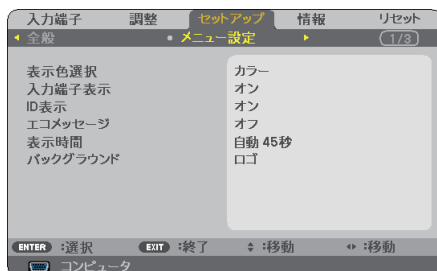 入力端子 調整 セットアップ 情報 リセット
全般 メニュー設定 1/3
表示色選択 カラー
入力端子表示 オン
ID表示 オン
エコメッセージ オフ
表示時間 自動 45秒
バックグラウンド ロゴ
ENTER :選択 EXIT :終了 :移動 :移動
コンピュータ